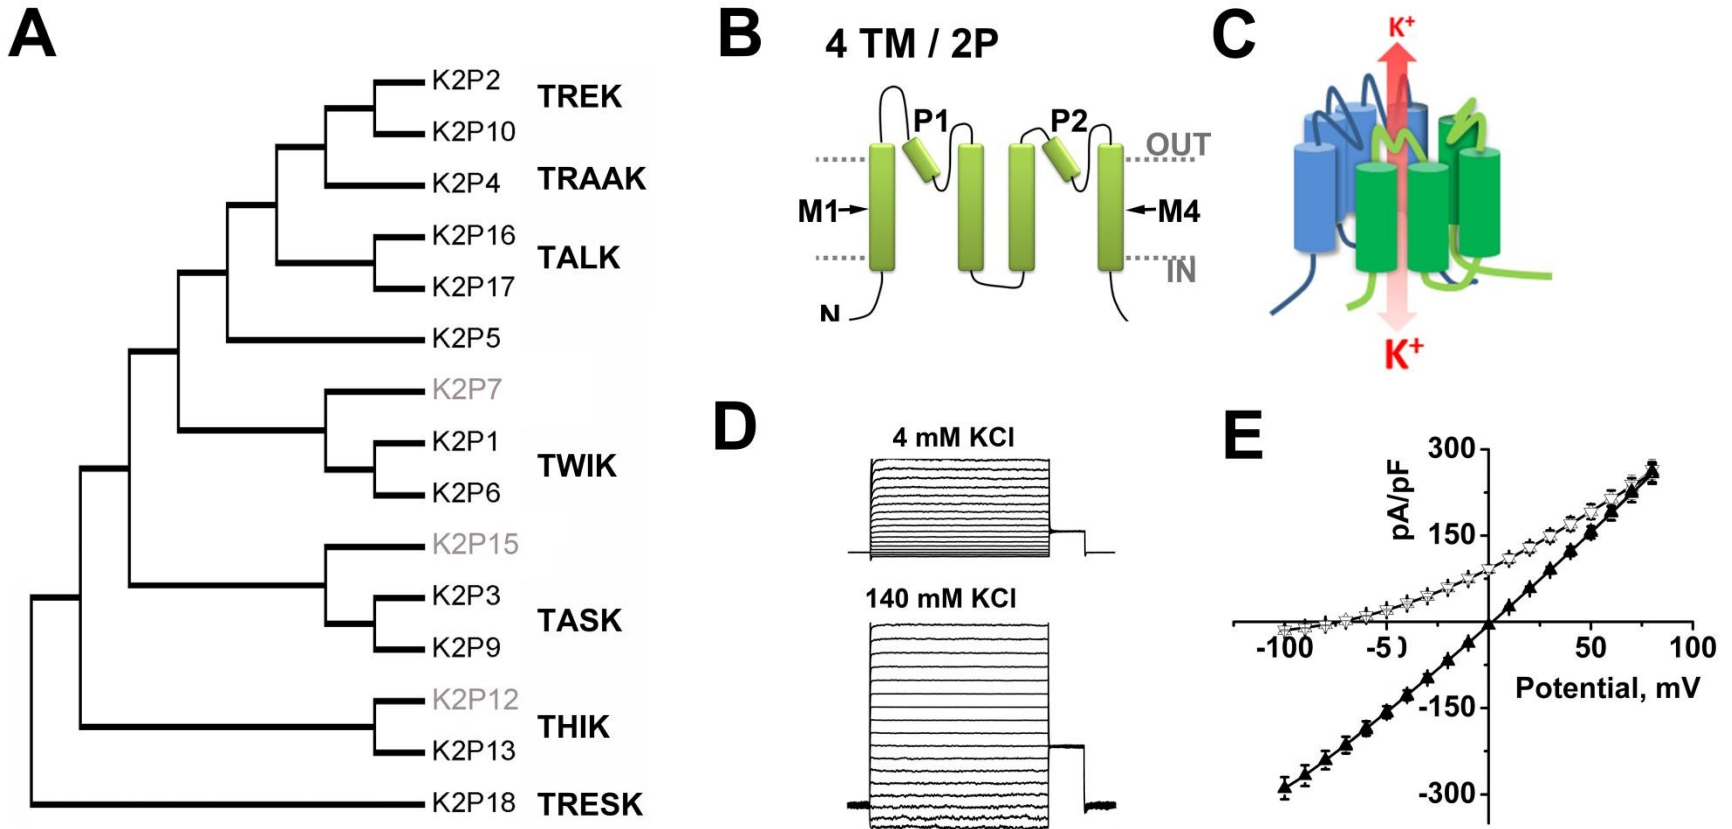 A
K2P2
TREK
K2P10
K2P4
TRAAK
K2P16
TALK
K2P17
K2P5
K2P7
K2P1
TWIK
K2P6
K2P15
K2P3
TASK
K2P9
K2P12
THIK
K2P13
K2P18
TRESK
B
4 TM / 2P
P1
P2
OUT
M1
M4
IN
N
C
K+
K+
D
4 mM KCl
140 mM KCl
E
300
pA/pF
150
-100
-50
50
100
Potential, mV
-150
-300